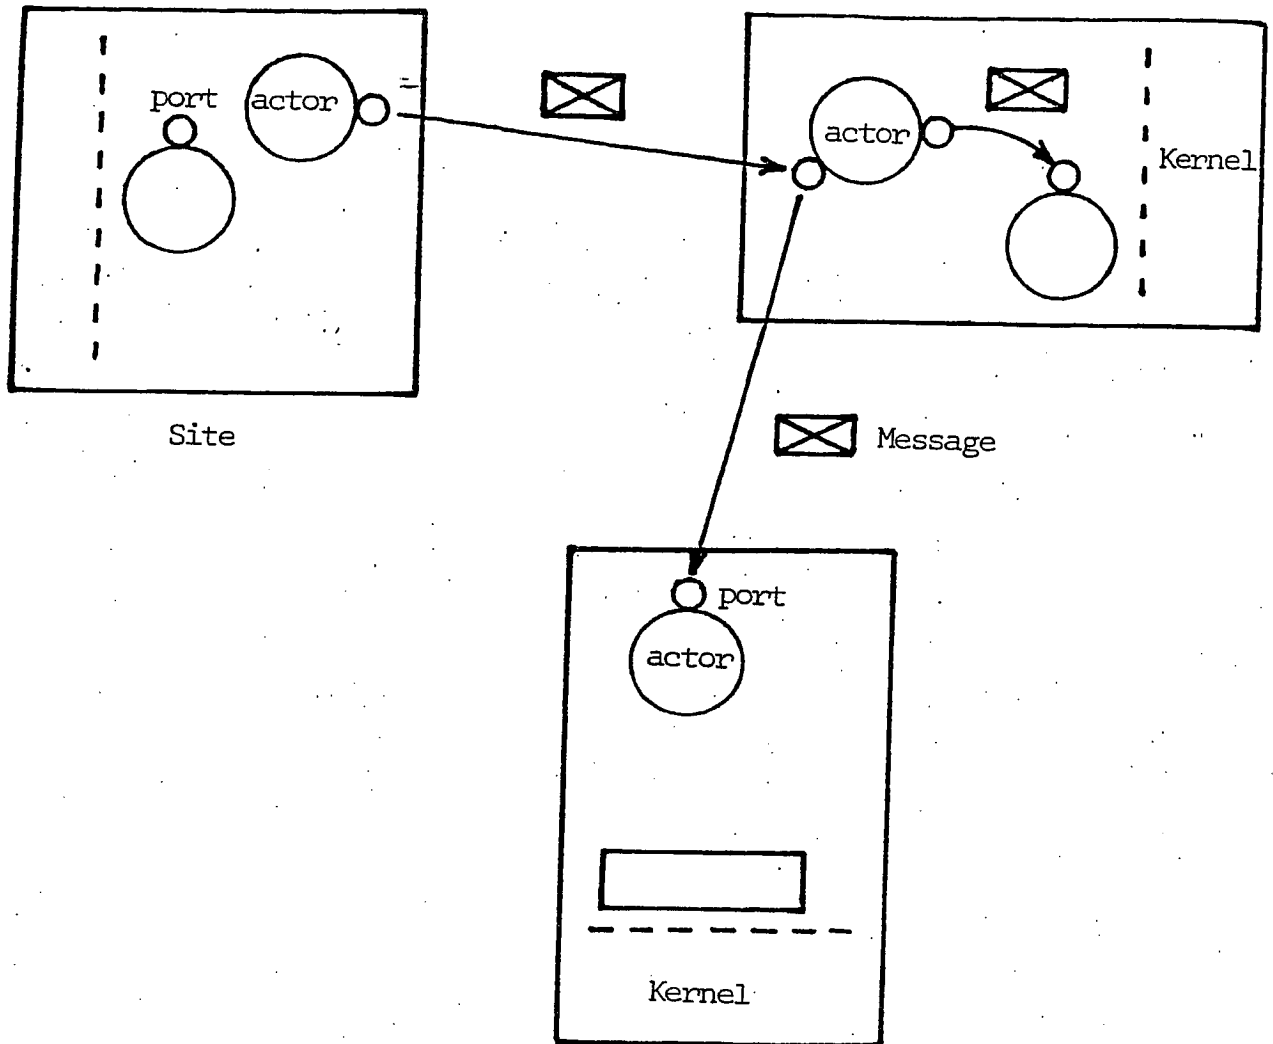 port
actor
actor
Kernel
Site
Message
port
actor
Kernel